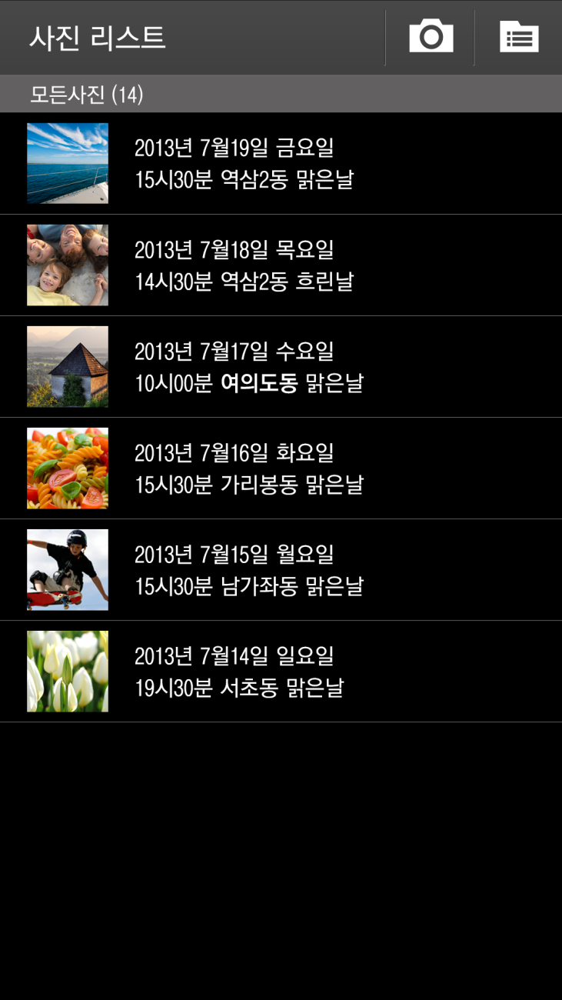 사진 리스트
모든사진 (14)
2013년 7월19일 금요일
15시30분 역삼2동 맑은날
2013년 7월18일 목요일
14시30분 역삼2동 흐린날
2013년 7월17일 수요일
10시00분 여의도동 맑은날
2013년 7월16일 화요일
15시30분 가리봉동 맑은날
2013년 7월15일 월요일
15시30분 남가좌동 맑은날
2013년 7월14일 일요일
19시30분 서초동 맑은날